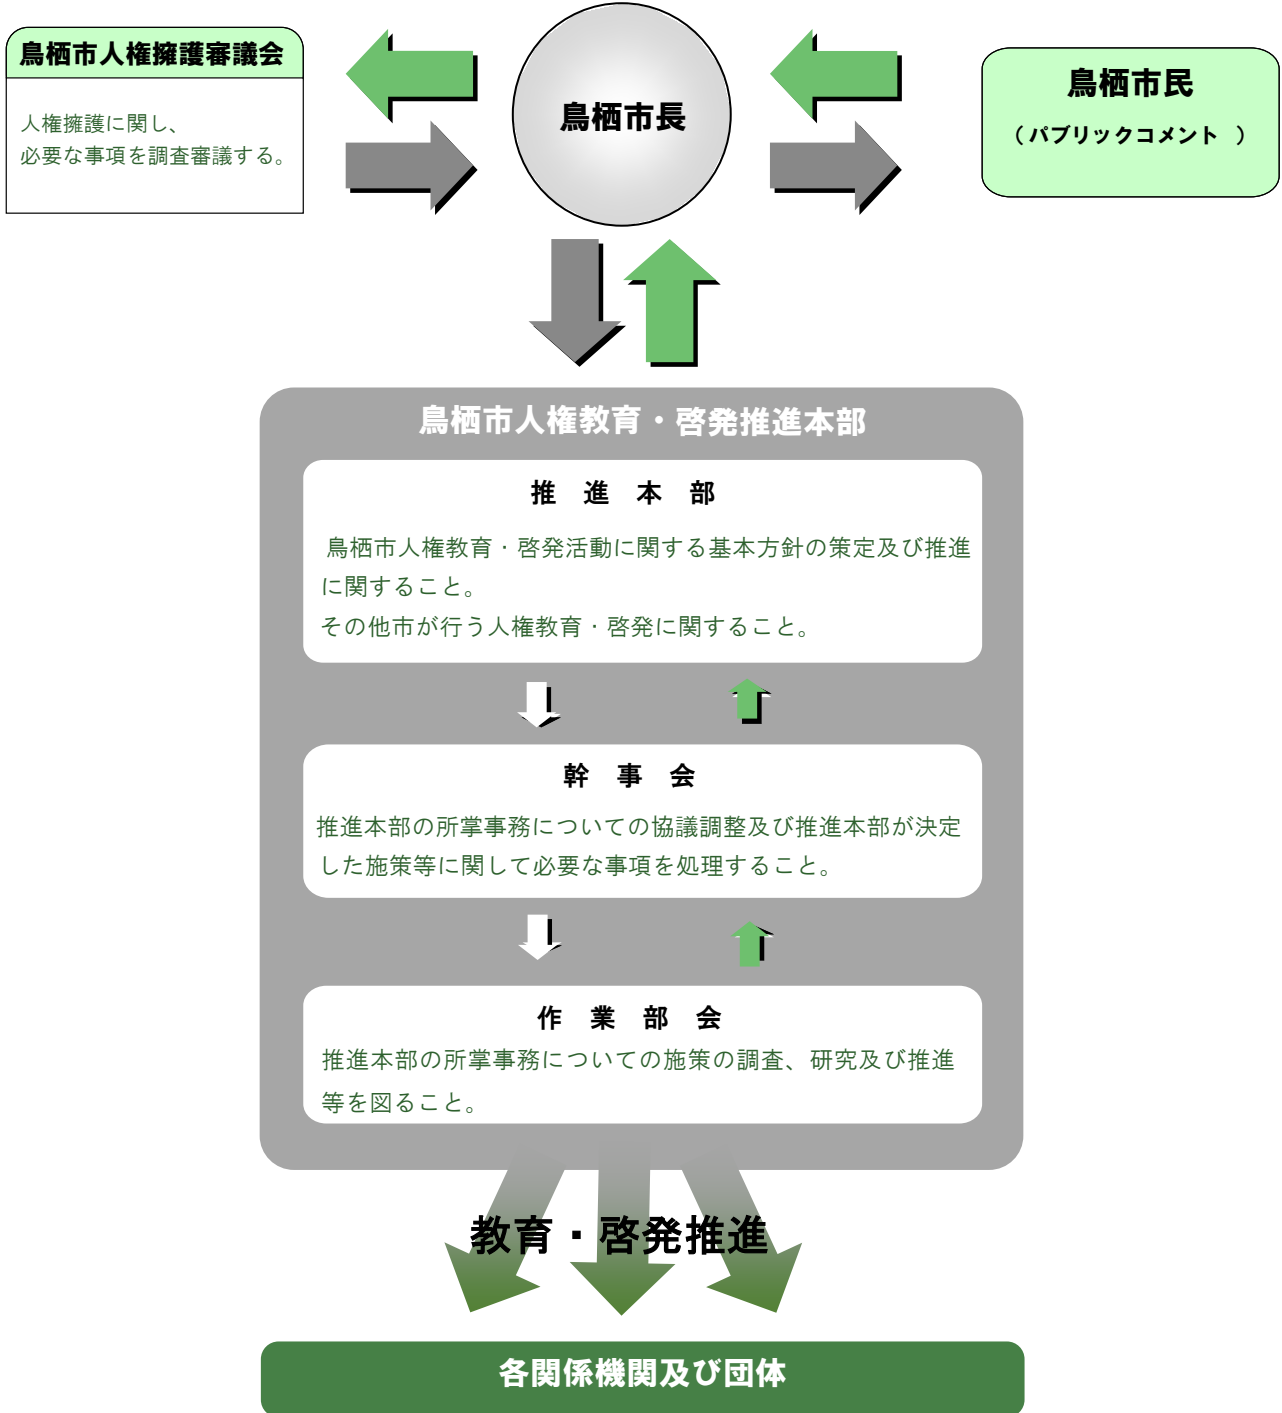 鳥栖市人権擁護審議会
人権擁護に関し、
必要な事項を調査審議する。
鳥栖市長
鳥栖市民
（パブリックコメント　）
鳥栖市人権教育・啓発推進本部
推　進　本　部
鳥栖市人権教育・啓発活動に関する基本方針の策定及び推進
に関すること。
その他市が行う人権教育・啓発に関すること。
幹　事　会
推進本部の所掌事務についての協議調整及び推進本部が決定
した施策等に関して必要な事項を処理すること。
作　業　部　会
推進本部の所掌事務についての施策の調査、研究及び推進
等を図ること。
教育・啓発推進
各関係機関及び団体